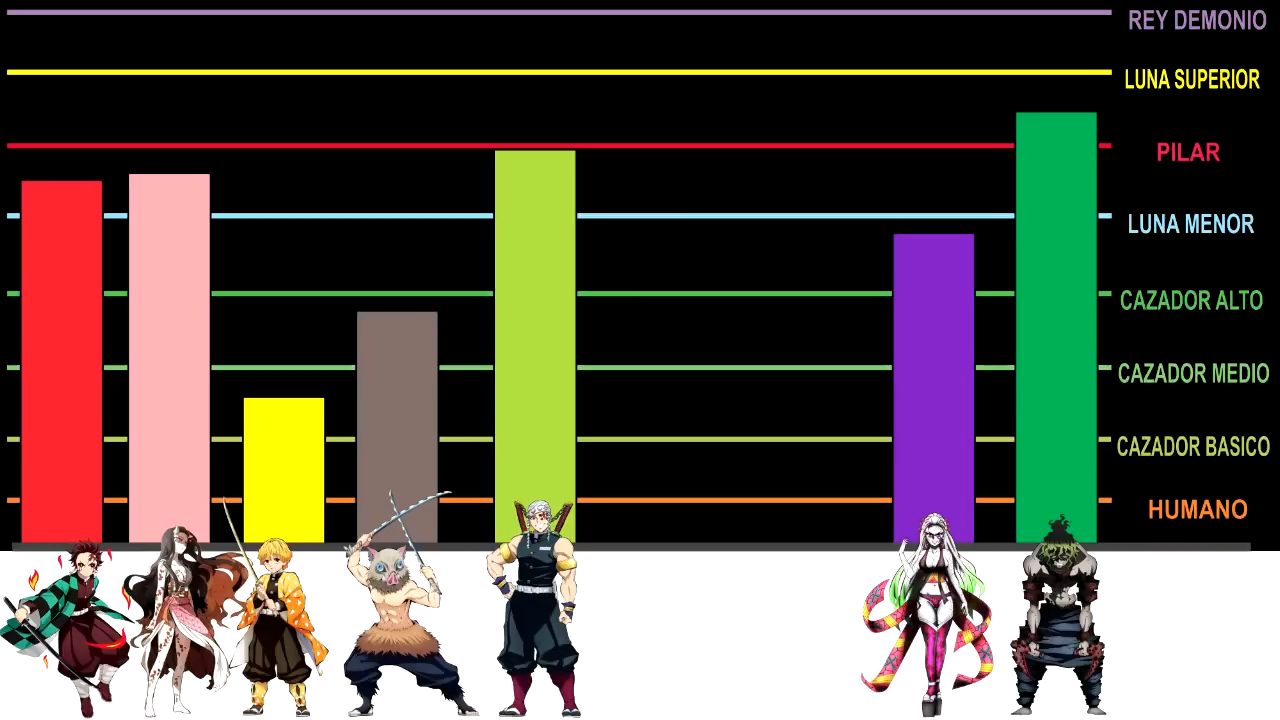 REY DEMONIO
LUNA SUPERIOR
PILAR
LUNA MENOR
CAZADOR ALTO
CAZADOR MEDIO
CAZADOR BASICO
HUMANO